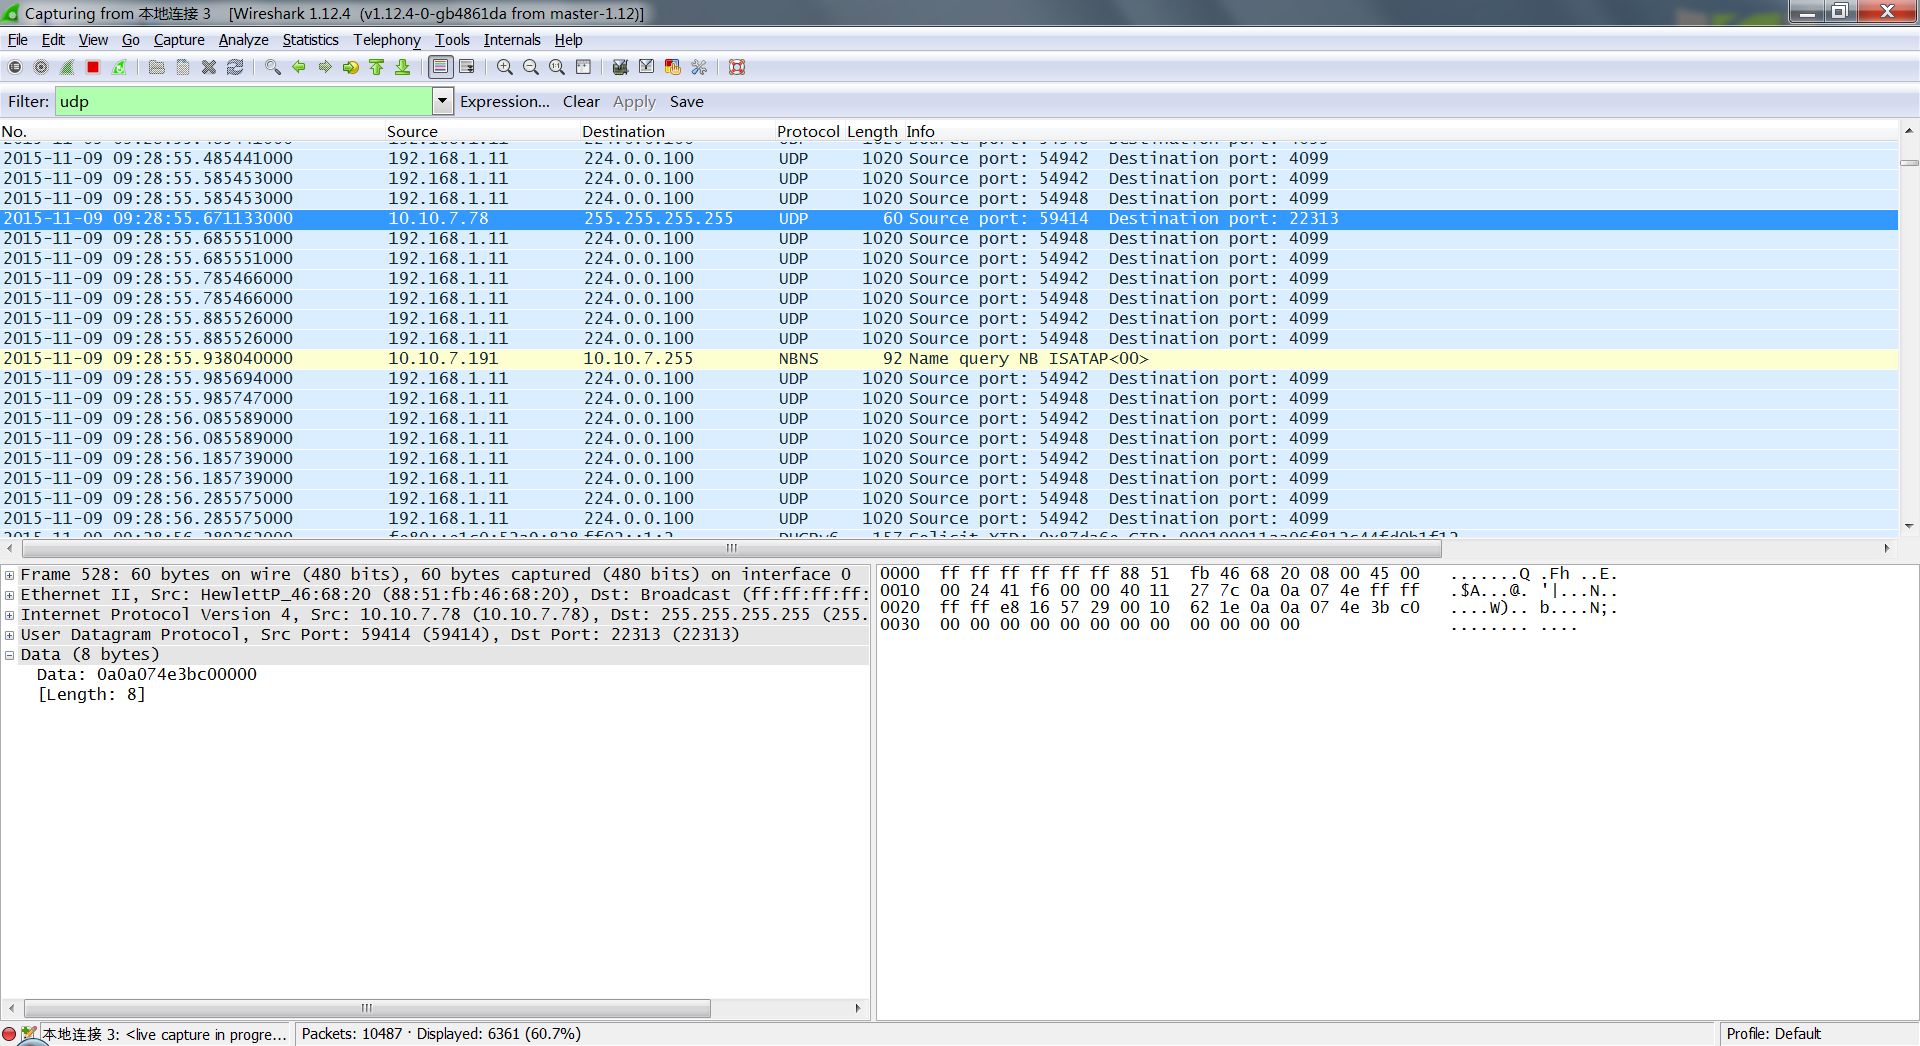 Capturing from 本地连接 3 [Wireshark 1.12.4 (v1.12.4-0-gb4861da from master-1.12)]
File Edit View Go Capture Analyze Statistics Telephony Tools Internals Help
Filter: udp Expression... Clear Apply Save
No. Source Destination Protocol Length Info
2015-11-09 09:28:55.485441000 192.168.1.11 224.0.0.100 UDP 1020 Source port: 54942 Destination port: 4099
2015-11-09 09:28:55.585453000 192.168.1.11 224.0.0.100 UDP 1020 Source port: 54942 Destination port: 4099
2015-11-09 09:28:55.585453000 192.168.1.11 224.0.0.100 UDP 1020 Source port: 54948 Destination port: 4099
2015-11-09 09:28:55.671133000 10.10.7.78 255.255.255.255 UDP 60 Source port: 59414 Destination port: 22313
2015-11-09 09:28:55.685551000 192.168.1.11 224.0.0.100 UDP 1020 Source port: 54948 Destination port: 4099
2015-11-09 09:28:55.685551000 192.168.1.11 224.0.0.100 UDP 1020 Source port: 54942 Destination port: 4099
2015-11-09 09:28:55.785466000 192.168.1.11 224.0.0.100 UDP 1020 Source port: 54942 Destination port: 4099
2015-11-09 09:28:55.785466000 192.168.1.11 224.0.0.100 UDP 1020 Source port: 54948 Destination port: 4099
2015-11-09 09:28:55.885526000 192.168.1.11 224.0.0.100 UDP 1020 Source port: 54942 Destination port: 4099
2015-11-09 09:28:55.885526000 192.168.1.11 224.0.0.100 UDP 1020 Source port: 54948 Destination port: 4099
2015-11-09 09:28:55.938040000 10.10.7.191 10.10.7.255 NBNS 92 Name query NB ISATAP<00>
2015-11-09 09:28:55.985694000 192.168.1.11 224.0.0.100 UDP 1020 Source port: 54942 Destination port: 4099
2015-11-09 09:28:55.985747000 192.168.1.11 224.0.0.100 UDP 1020 Source port: 54948 Destination port: 4099
2015-11-09 09:28:56.085589000 192.168.1.11 224.0.0.100 UDP 1020 Source port: 54942 Destination port: 4099
2015-11-09 09:28:56.085589000 192.168.1.11 224.0.0.100 UDP 1020 Source port: 54948 Destination port: 4099
2015-11-09 09:28:56.185739000 192.168.1.11 224.0.0.100 UDP 1020 Source port: 54942 Destination port: 4099
2015-11-09 09:28:56.185739000 192.168.1.11 224.0.0.100 UDP 1020 Source port: 54948 Destination port: 4099
2015-11-09 09:28:56.285575000 192.168.1.11 224.0.0.100 UDP 1020 Source port: 54948 Destination port: 4099
2015-11-09 09:28:56.285575000 192.168.1.11 224.0.0.100 UDP 1020 Source port: 54942 Destination port: 4099
Frame 528: 60 bytes on wire (480 bits), 60 bytes captured (480 bits) on interface 0
Ethernet II, Src: HewlettP_46:68:20 (88:51:fb:46:68:20), Dst: Broadcast (ff:ff:ff:ff:
Internet Protocol Version 4, Src: 10.10.7.78 (10.10.7.78), Dst: 255.255.255.255 (255.
User Datagram Protocol, Src Port: 59414 (59414), Dst Port: 22313 (22313)
Data (8 bytes)
Data: 0a0a074e3bc00000
[Length: 8]
0000 ff ff ff ff ff ff 88 51 fb 46 68 20 08 00 45 00 .......Q .Fh ..E.
0010 00 24 41 f6 00 00 40 11 27 7c 0a 0a 07 4e ff ff .$A...@. '|...N..
0020 ff ff e8 16 57 29 00 10 62 1e 0a 0a 07 4e 3b c0 ....W).. b....N;.
0030 00 00 00 00 00 00 00 00 00 00 00 00 ........ ....
本地连接 3: <live capture in progre... Packets: 10487 · Displayed: 6361 (60.7%) Profile: Default